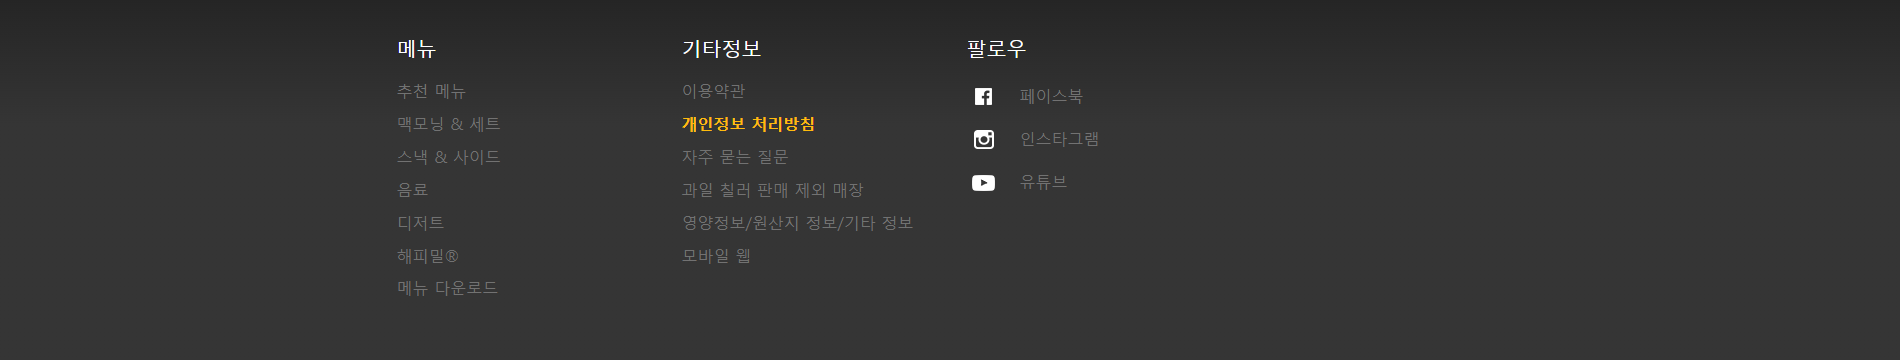 메뉴
추천 메뉴
맥모닝 & 세트
스낵 & 사이드
음료
디저트
해피밀®
메뉴 다운로드
기타정보
이용약관
개인정보 처리방침
자주 묻는 질문
과일 칠러 판매 제외 매장
영양정보/원산지 정보/기타 정보
모바일 웹
팔로우
페이스북
인스타그램
유튜브